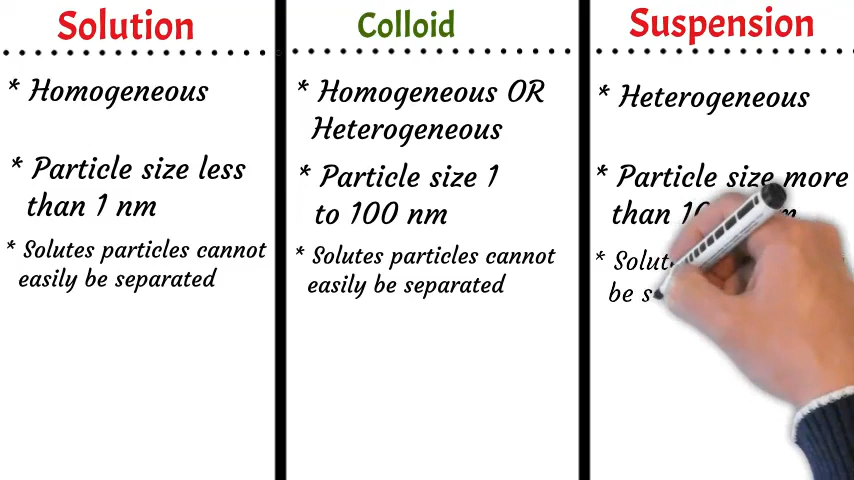 Solution
* Homogeneous
* Particle size less
than 1 nm
* Solutes particles cannot
easily be separated
Colloid
* Homogeneous OR
Heterogeneous
* Particle size 1
to 100 nm
* Solutes particles cannot
easily be separated
Suspension
* Heterogeneous
* Particle size more
than
*
be